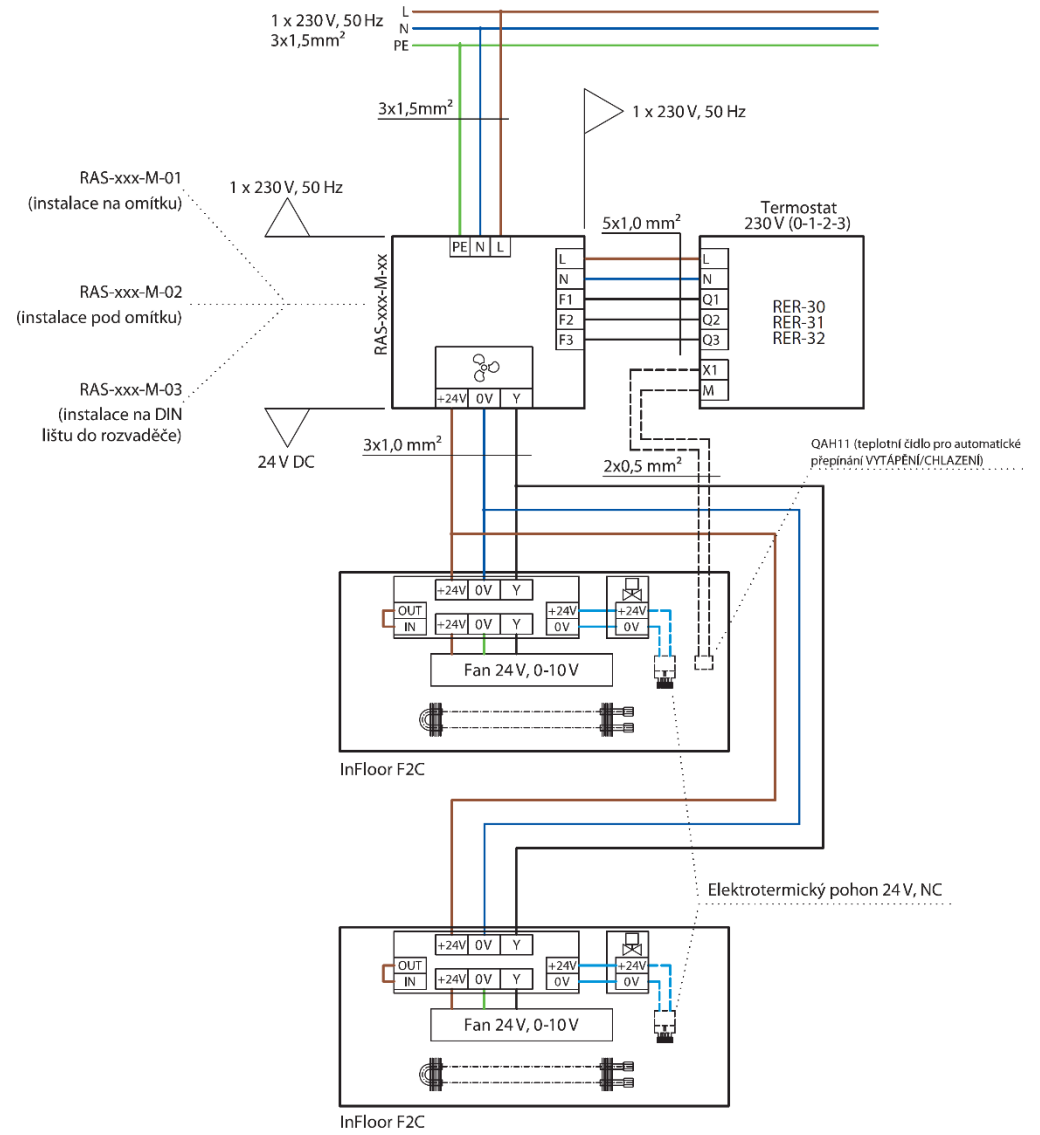 L
1 x 230 V, 50 Hz
N
3x1,5mm²
PE
3x1,5mm²
1 x 230 V, 50 Hz
RAS-xxx-M-01
(instalace na omítku)
1 x 230 V, 50 Hz
Termostat
230 V (0-1-2-3)
5x1,0 mm²
PE N L
RAS-xxx-M-xx
L
N
F1
F2
F3
L
N
Q1
Q2
Q3
X1
M
RER-30
RER-31
RER-32
RAS-xxx-M-02
(instalace pod omítku)
RAS-xxx-M-03
(instalace na DIN
lištu do rozvaděče)
+24V 0V Y
24 V DC
3x1,0 mm²
2x0,5 mm²
QAH11 (teplotní čídlo pro automatické
přepínání VYTÁPĚNÍ/CHLAZENÍ)
+24V 0V Y
OUT
IN
+24V 0V Y
+24V
0V
+24V
0V
Fan 24 V, 0-10 V
InFloor F2C
Elektrotermický pohon 24 V, NC
+24V 0V Y
OUT
IN
+24V 0V Y
+24V
0V
+24V
0V
Fan 24 V, 0-10 V
InFloor F2C